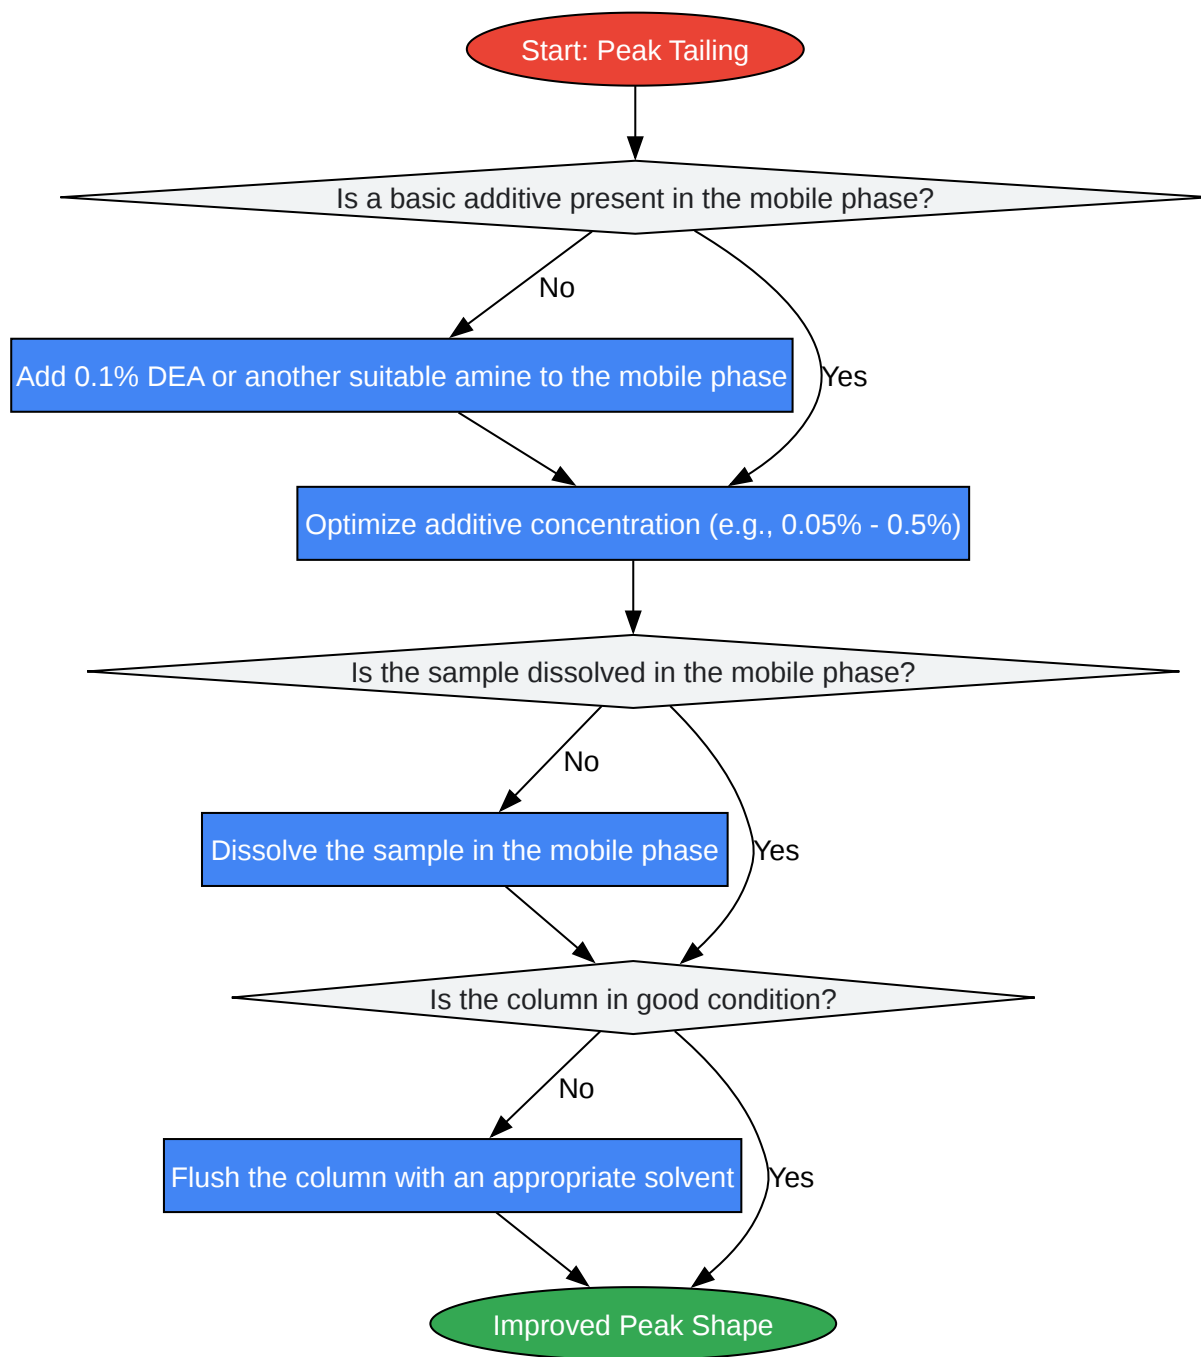 Start: Peak Tailing
Is a basic additive present in the mobile phase?
No
Add 0.1% DEA or another suitable amine to the mobile phase
Yes
Optimize additive concentration (e.g., 0.05% - 0.5%)
Is the sample dissolved in the mobile phase?
No
Dissolve the sample in the mobile phase
Yes
Is the column in good condition?
No
Flush the column with an appropriate solvent
Yes
Improved Peak Shape